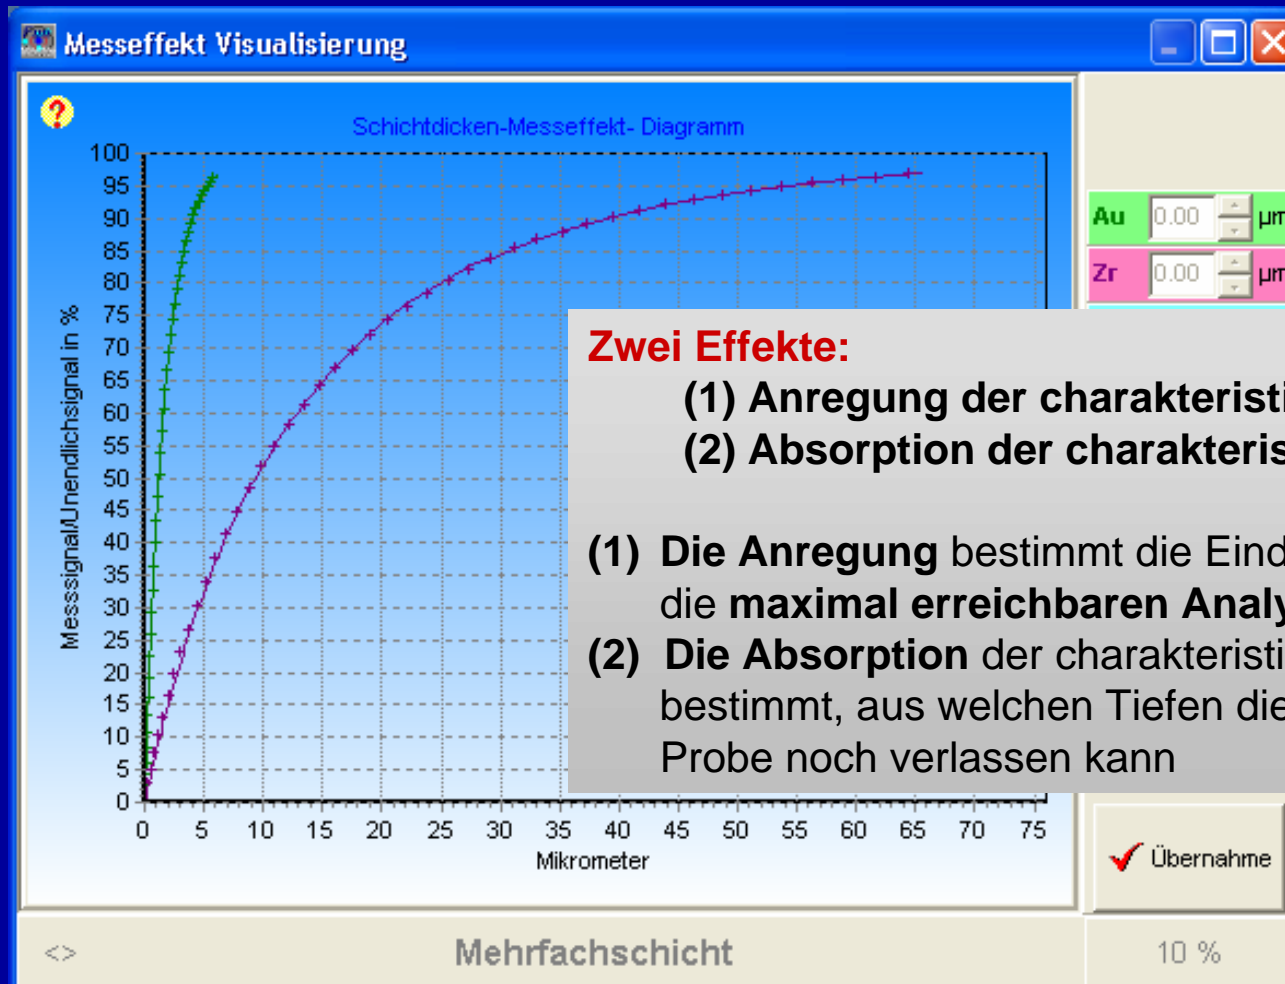 Messeffekt Visualisierung
?
Schichtdicken-Messeffekt- Diagramm
Messsignal/Unendlichsignal in %
100
95
90
85
80
75
70
65
60
55
50
45
40
35
30
25
20
15
10
5
0
0 5 10 15 20 25 30 35 40 45 50 55 60 65 70 75
Mikrometer
Au 0.00 µm
Zr 0.00 µm
Zwei Effekte:
(1) Anregung der charakteristi
(2) Absorption der charakteris
(1) Die Anregung bestimmt die Eind
die maximal erreichbaren Analy
(2) Die Absorption der charakteristi
bestimmt, aus welchen Tiefen die
Probe noch verlassen kann
Übernahme
<> Mehrfachschicht 10 %